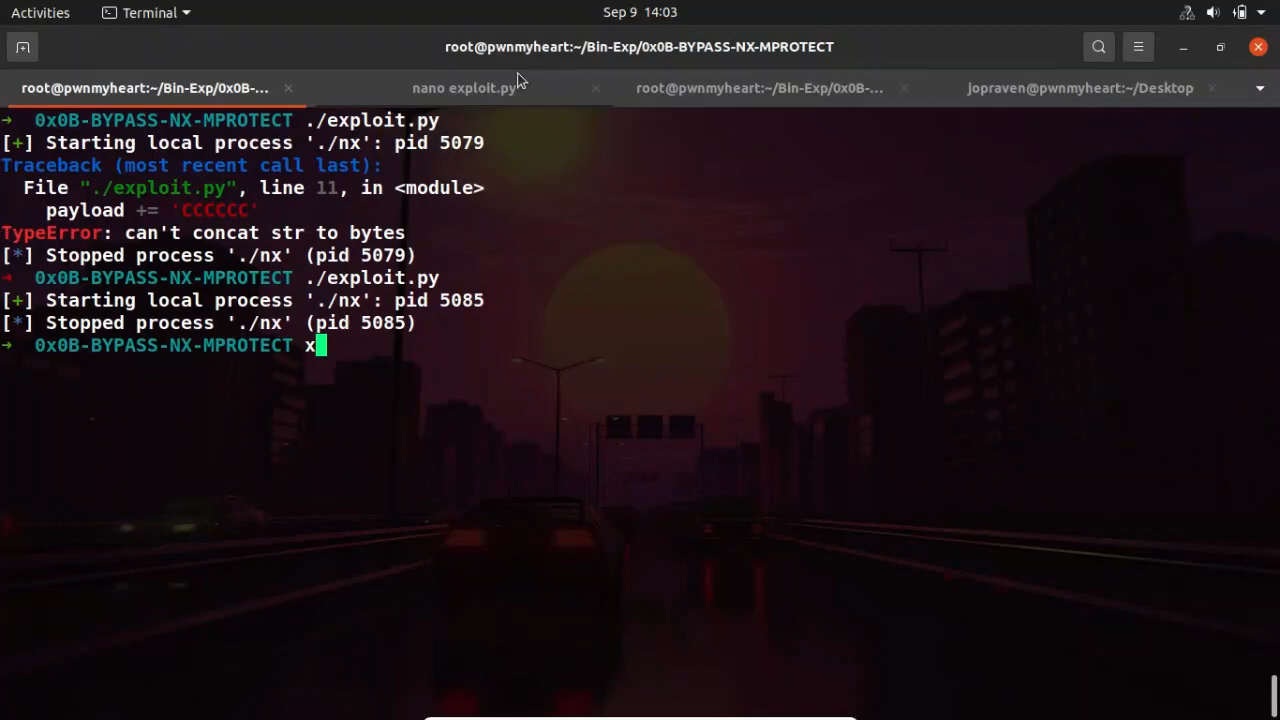 Activities
Terminal
Sep 9 14:03
root@pwnmyheart:~/Bin-Exp/0x0B-BYPASS-NX-MPROTECT
root@pwnmyheart:~/Bin-Exp/0x0B-...
nano exploit.py
root@pwnmyheart:~/Bin-Exp/0x0B-...
jopraven@pwnmyheart:~/Desktop
→ 0x0B-BYPASS-NX-MPROTECT ./exploit.py
[+] Starting local process './nx': pid 5079
Traceback (most recent call last):
File "./exploit.py", line 11, in <module>
payload += 'CCCCCC'
TypeError: can't concat str to bytes
[*] Stopped process './nx' (pid 5079)
→ 0x0B-BYPASS-NX-MPROTECT ./exploit.py
[+] Starting local process './nx': pid 5085
[*] Stopped process './nx' (pid 5085)
→ 0x0B-BYPASS-NX-MPROTECT x